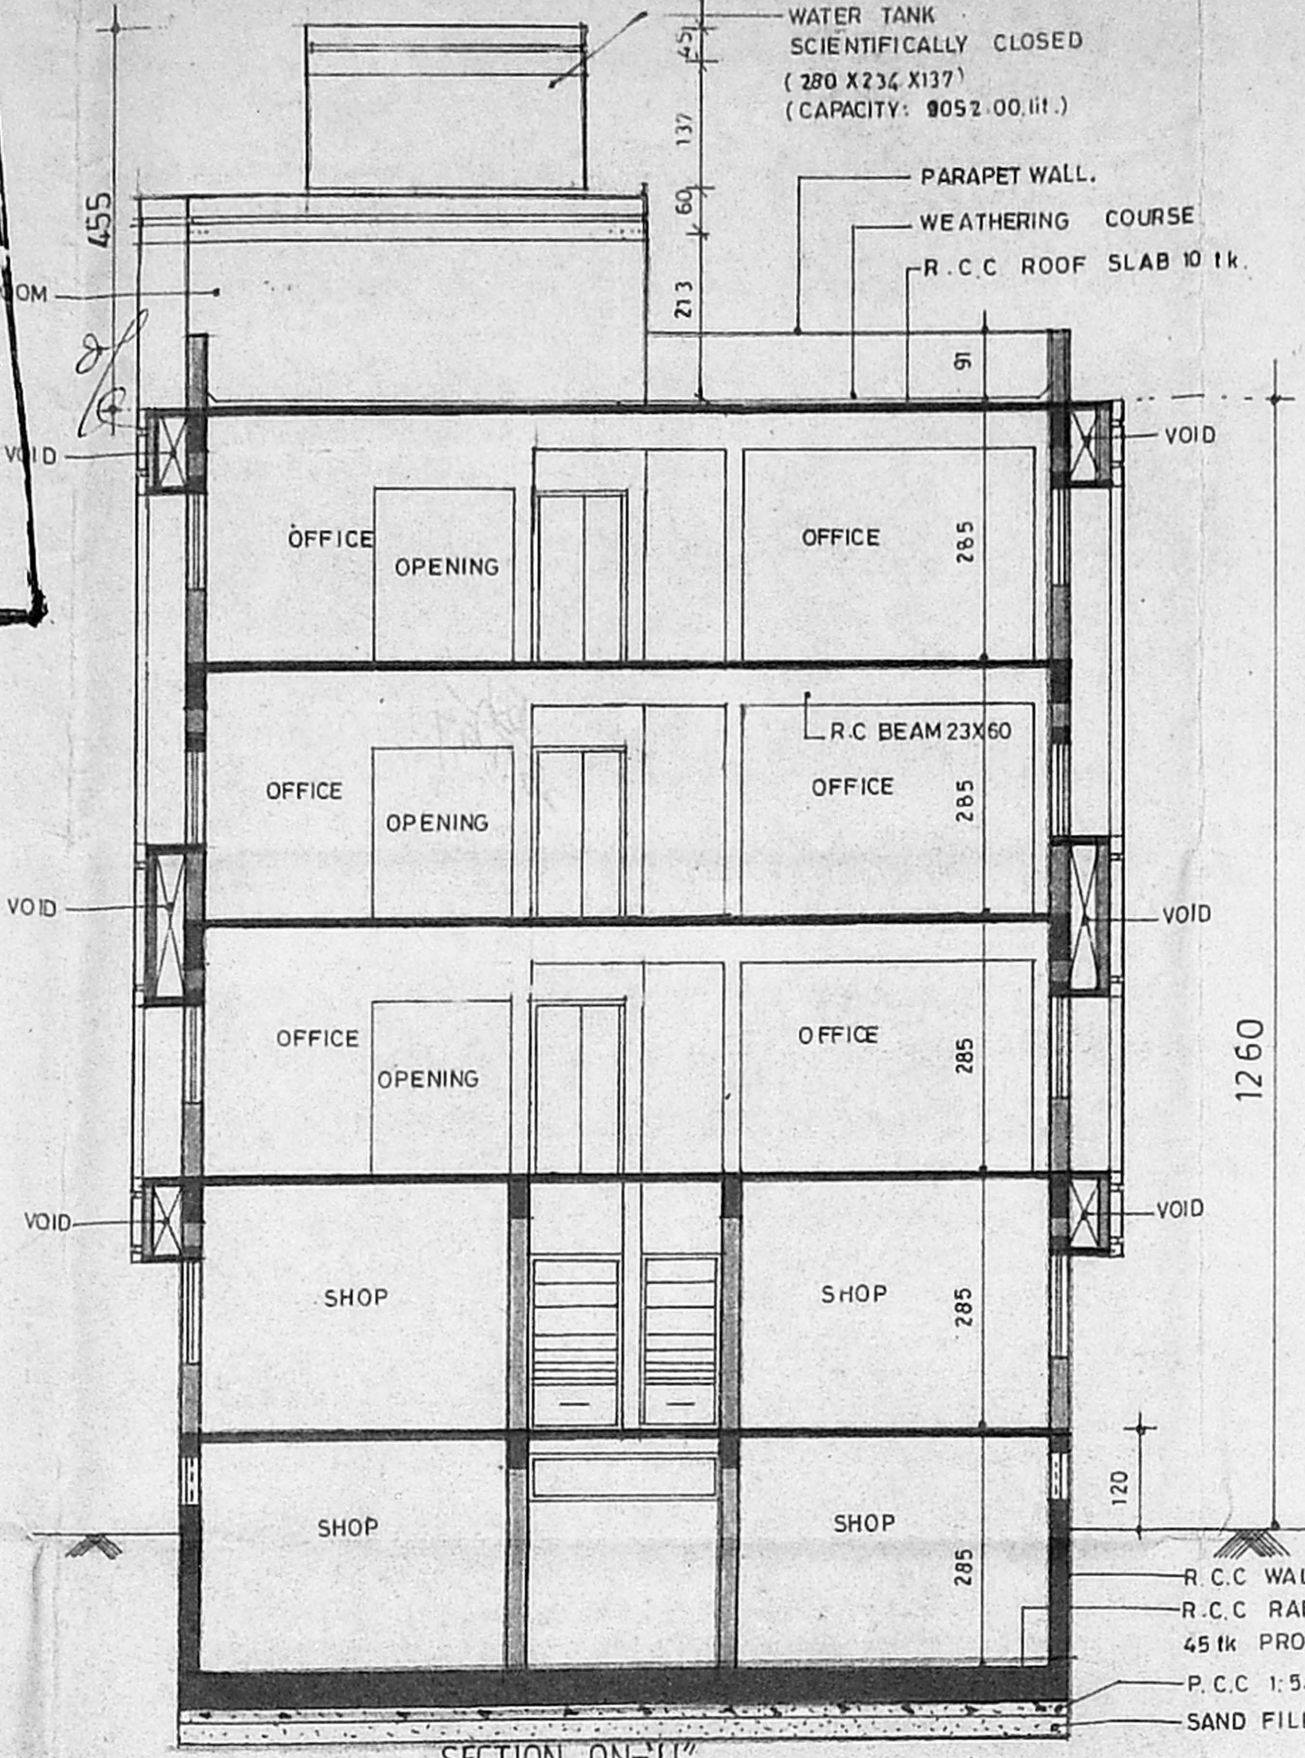 WATER TANK
SCIENTIFICALLY CLOSED
(280 X 234 X 137)
(CAPACITY: 9052.00.lit.)
45
137
60
213
455
PARAPET WALL.
WEATHERING COURSE
R.C.C ROOF SLAB 10 tk.
OOM
91
VOID
VOID
OFFICE
OPENING
OFFICE
285
R.C BEAM 23X60
OFFICE
OPENING
OFFICE
285
VOID
VOID
OFFICE
OPENING
OFFICE
285
1260
VOID
VOID
SHOP
SHOP
285
120
SHOP
SHOP
285
R.C.C WAL
R.C.C RA
45 tk PRO
P.C.C 1:5
SAND FILL
SECTION ON-